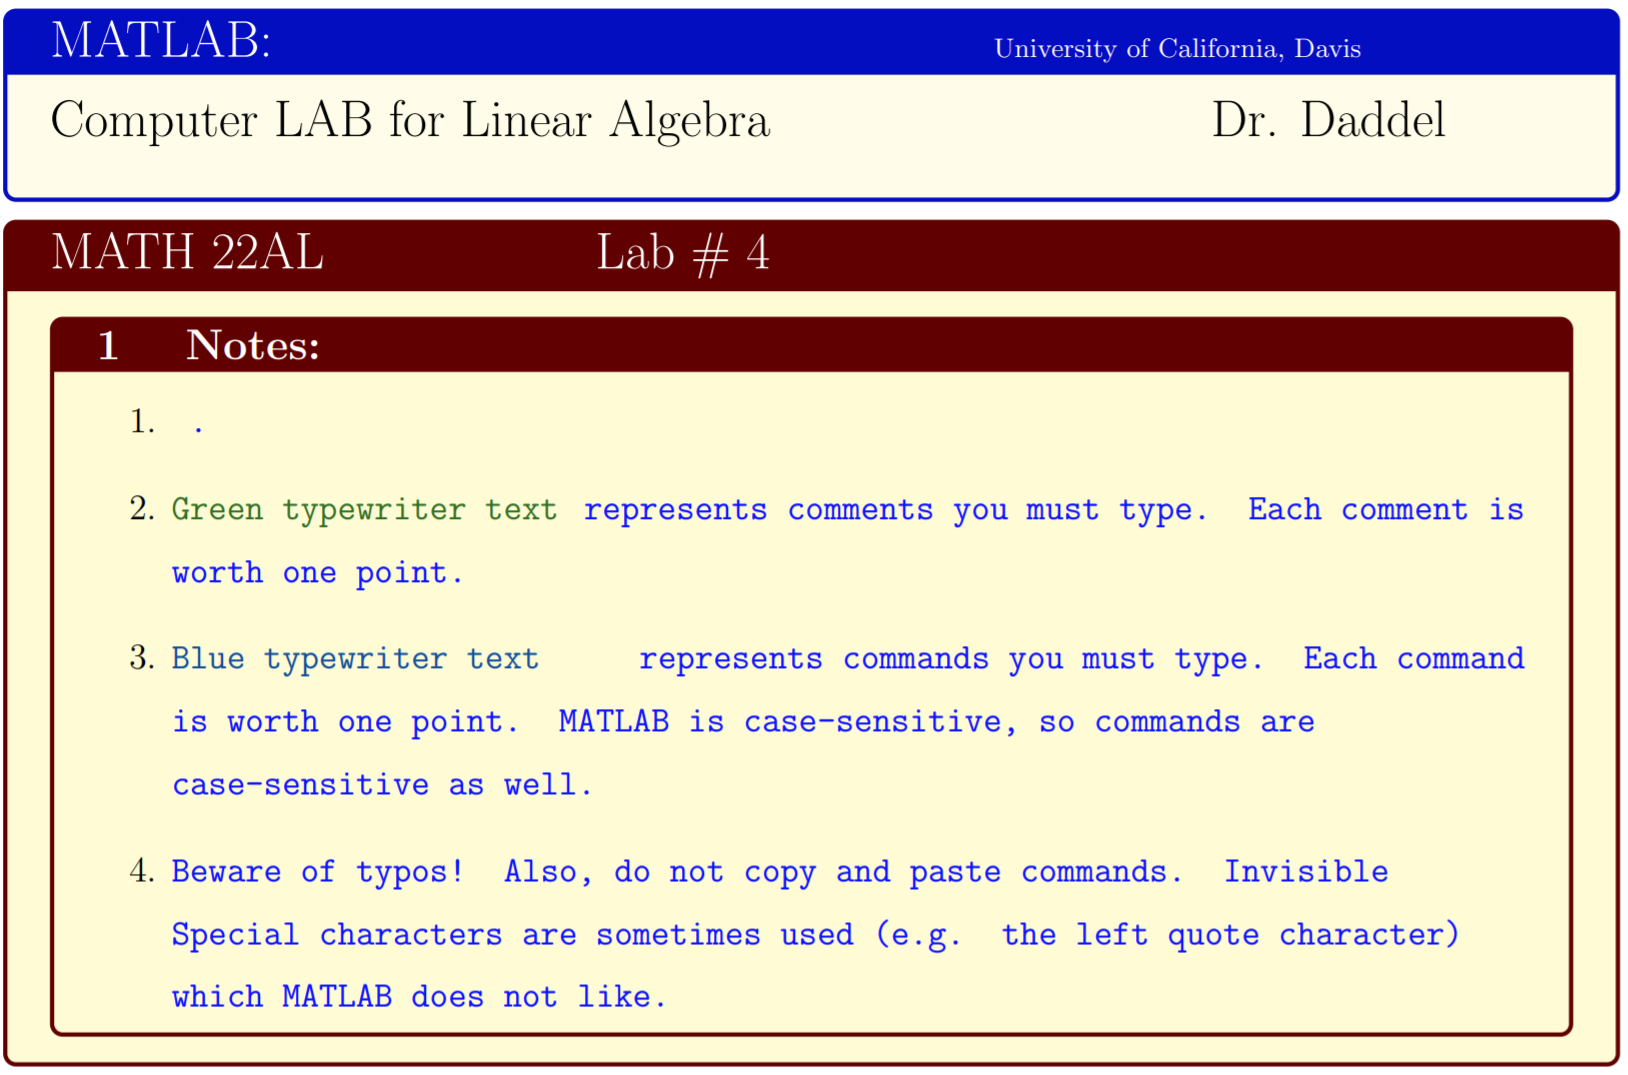 MATLAB: University of California, Davis
Computer LAB for Linear Algebra Dr. Daddel
MATH 22AL Lab # 4
1 Notes:
1. .
2. Green typewriter text represents comments you must type. Each comment is
worth one point.
3. Blue typewriter text represents commands you must type. Each command
is worth one point. MATLAB is case-sensitive, so commands are
case-sensitive as well.
4. Beware of typos! Also, do not copy and paste commands. Invisible
Special characters are sometimes used (e.g. the left quote character)
which MATLAB does not like.